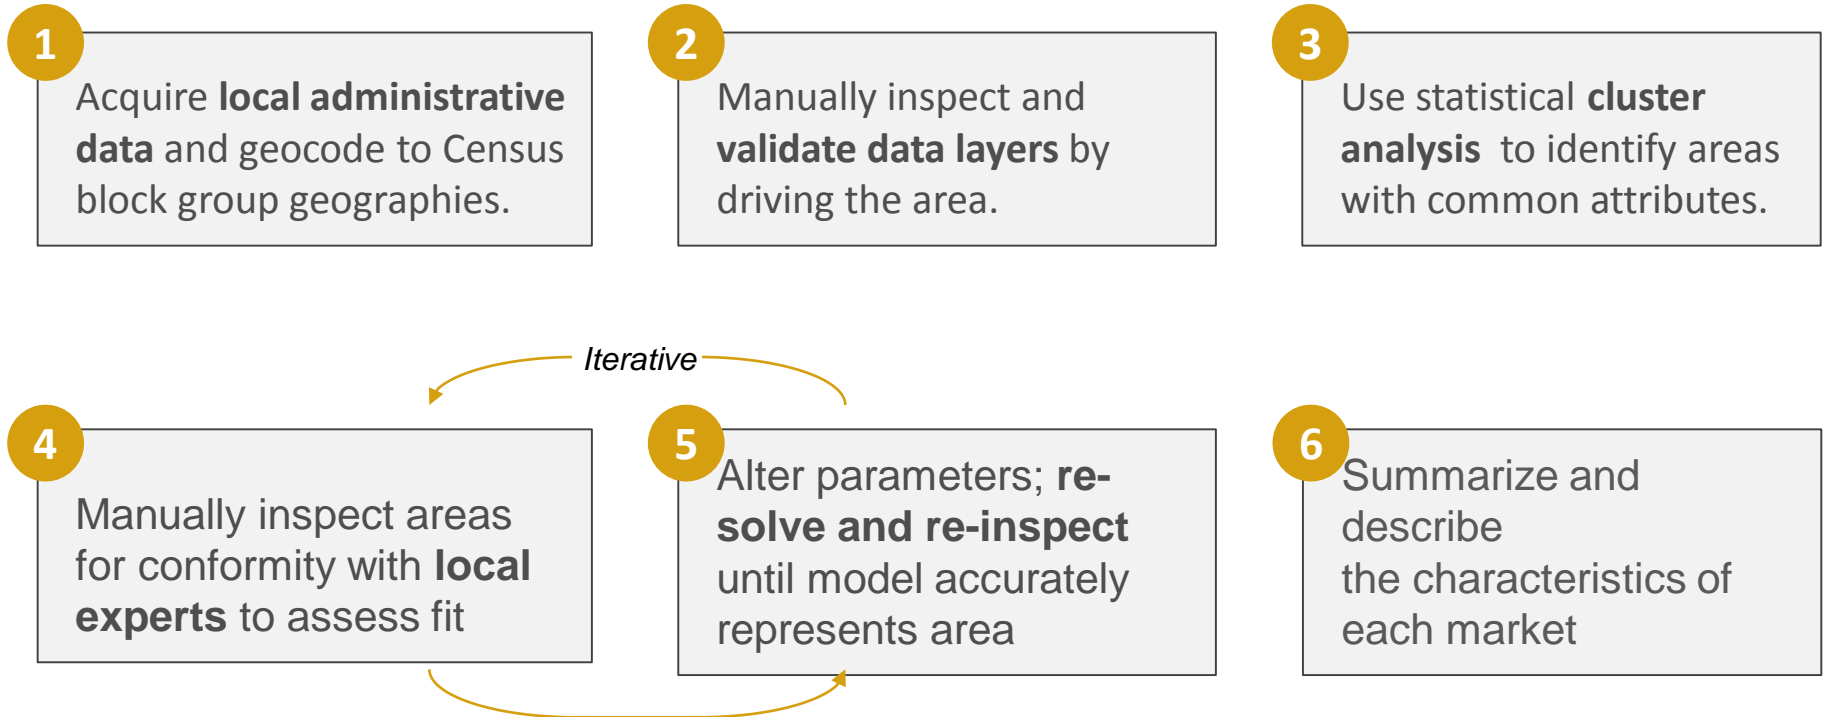 1
Acquire local administrative
data and geocode to Census
block group geographies.
2
Manually inspect and
validate data layers by
driving the area.
3
Use statistical cluster
analysis  to identify areas
with common attributes.
Iterative
4
Manually inspect areas
for conformity with local
experts to assess fit
5
Alter parameters; re-
solve and re-inspect
until model accurately
represents area
6
Summarize and
describe
the characteristics of
each market